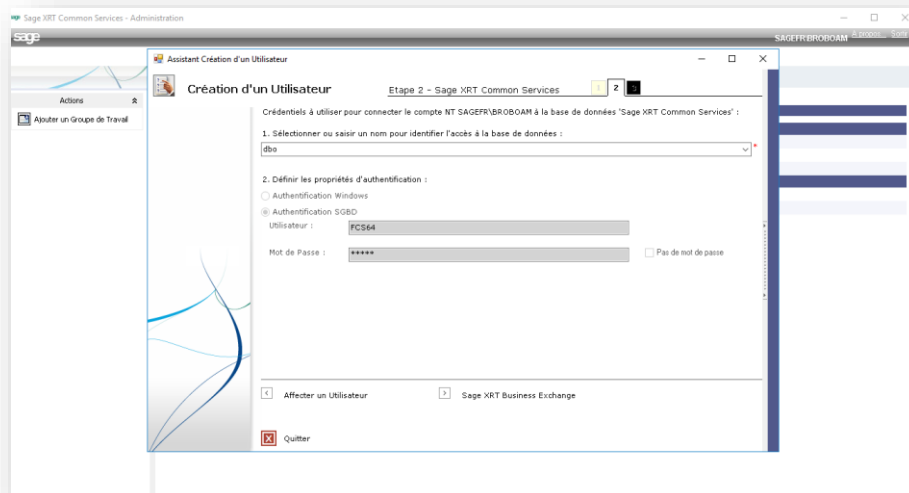 Sage XRT Common Services - Administration
sage
SAGEFR\BROBOAM A propos... Sortir
Actions
Ajouter un Groupe de Travail
Assistant Création d'un Utilisateur
Création d'un Utilisateur
Etape 2 - Sage XRT Common Services
1 2 3
Crédentiels à utiliser pour connecter le compte NT SAGEFR\BROBOAM à la base de données 'Sage XRT Common Services' :
1. Sélectionner ou saisir un nom pour identifier l'accès à la base de données :
dbo
*
2. Définir les propriétés d'authentification :
Authentification Windows
Authentification SGBD
Utilisateur :
FCS64
Mot de Passe :
*****
Pas de mot de passe
< Affecter un Utilisateur
> Sage XRT Business Exchange
Quitter